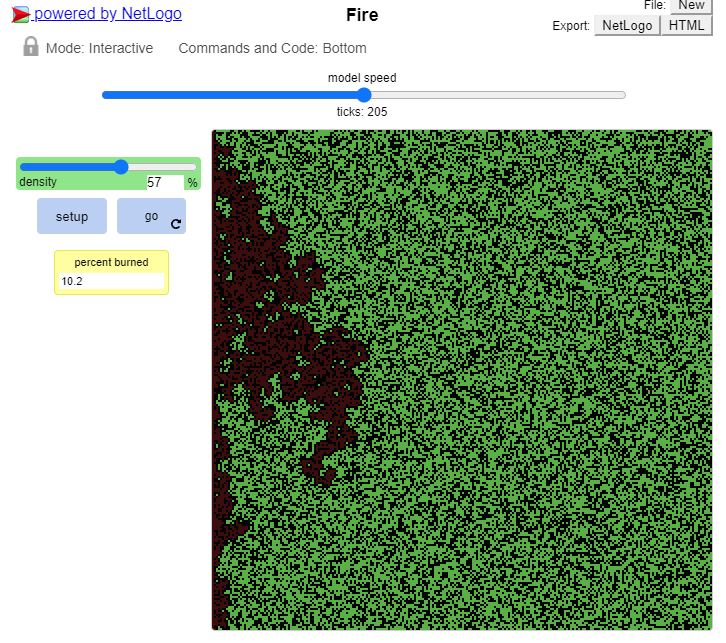 powered by NetLogo
Fire
File: New
Export: NetLogo HTML
Mode: Interactive Commands and Code: Bottom
model speed
ticks: 205
density 57 %
setup go
percent burned
10.2